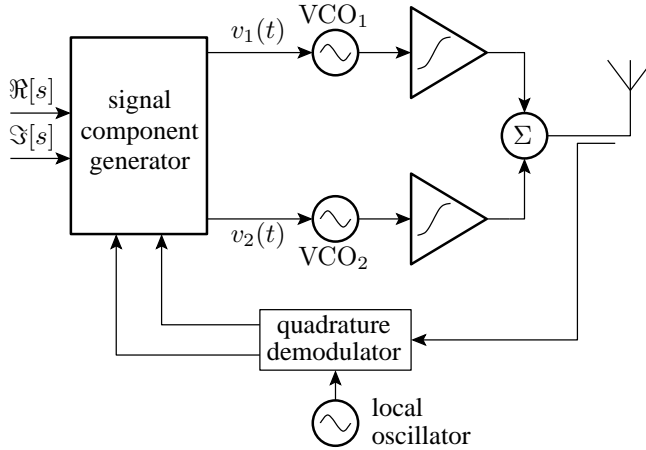 VCO₁
v₁(t)
ℜ[s]
ℑ[s]
signal
component
generator
Σ
v₂(t)
VCO₂
quadrature
demodulator
local
oscillator